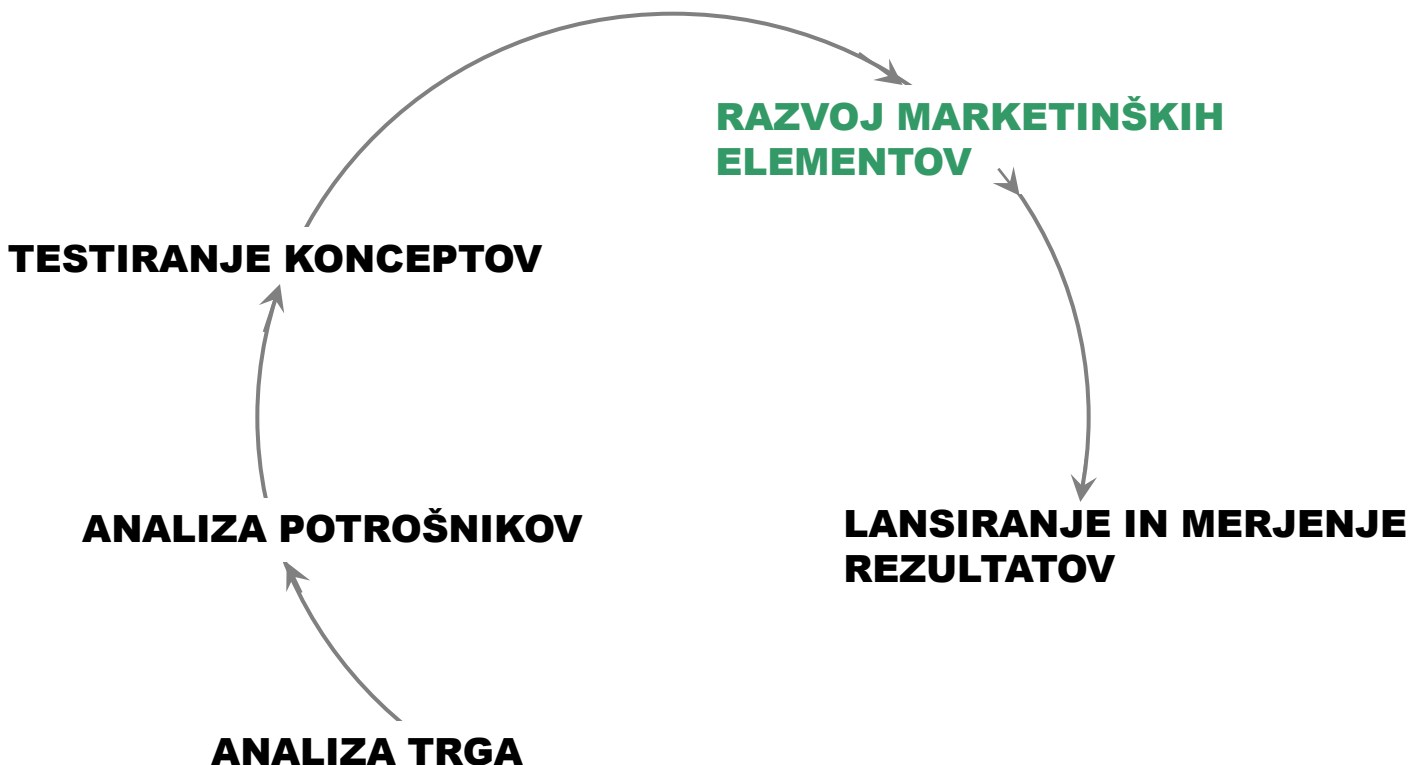 RAZVOJ MARKETINŠKIH
ELEMENTOV
TESTIRANJE KONCEPTOV
ANALIZA POTROŠNIKOV
LANSIRANJE IN MERJENJE
REZULTATOV
ANALIZA TRGA